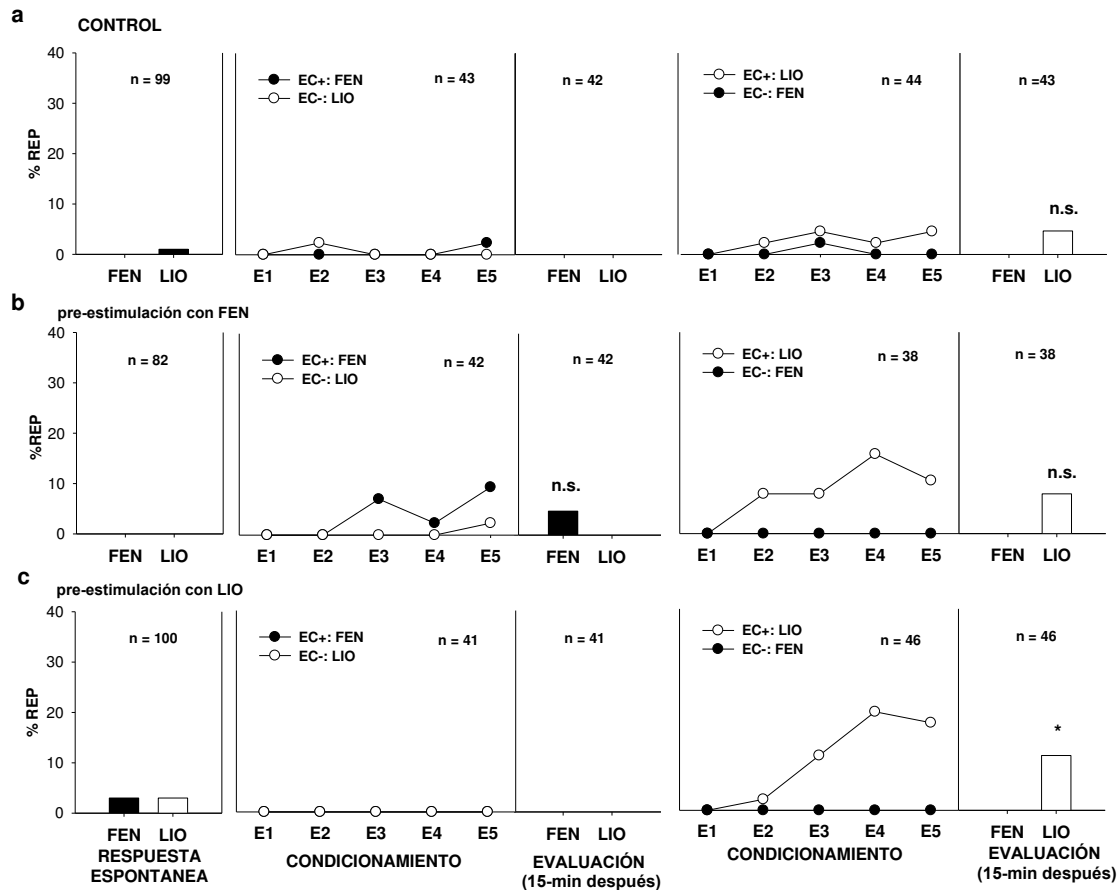 a
CONTROL
% REP
40
30
20
10
0
n = 99
FEN LIO
EC+: FEN
EC-: LIO
n = 43
E1 E2 E3 E4 E5
n = 42
FEN LIO
EC+: LIO
EC-: FEN
n = 44
E1 E2 E3 E4 E5
n =43
n.s.
FEN LIO
b
pre-estimulación con FEN
%REP
40
30
20
10
0
n = 82
FEN LIO
EC+: FEN
EC-: LIO
n = 42
E1 E2 E3 E4 E5
n = 42
n.s.
FEN LIO
EC+: LIO
EC-: FEN
n = 38
E1 E2 E3 E4 E5
n = 38
n.s.
FEN LIO
c
pre-estimulación con LIO
% REP
40
30
20
10
0
n = 100
FEN LIO
RESPUESTA
ESPONTANEA
EC+: FEN
EC-: LIO
n = 41
E1 E2 E3 E4 E5
CONDICIONAMIENTO
n = 41
FEN LIO
EVALUACIÓN
(15-min después)
EC+: LIO
EC-: FEN
n = 46
E1 E2 E3 E4 E5
CONDICIONAMIENTO
n = 46
*
FEN LIO
EVALUACIÓN
(15-min después)